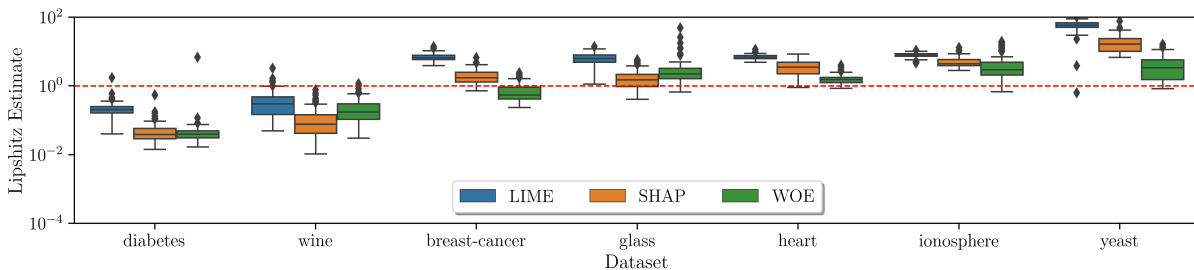 Lipshitz Estimate
10^2
10^0
10^−2
10^−4
LIME SHAP WOE
diabetes wine breast-cancer glass heart ionosphere yeast
Dataset